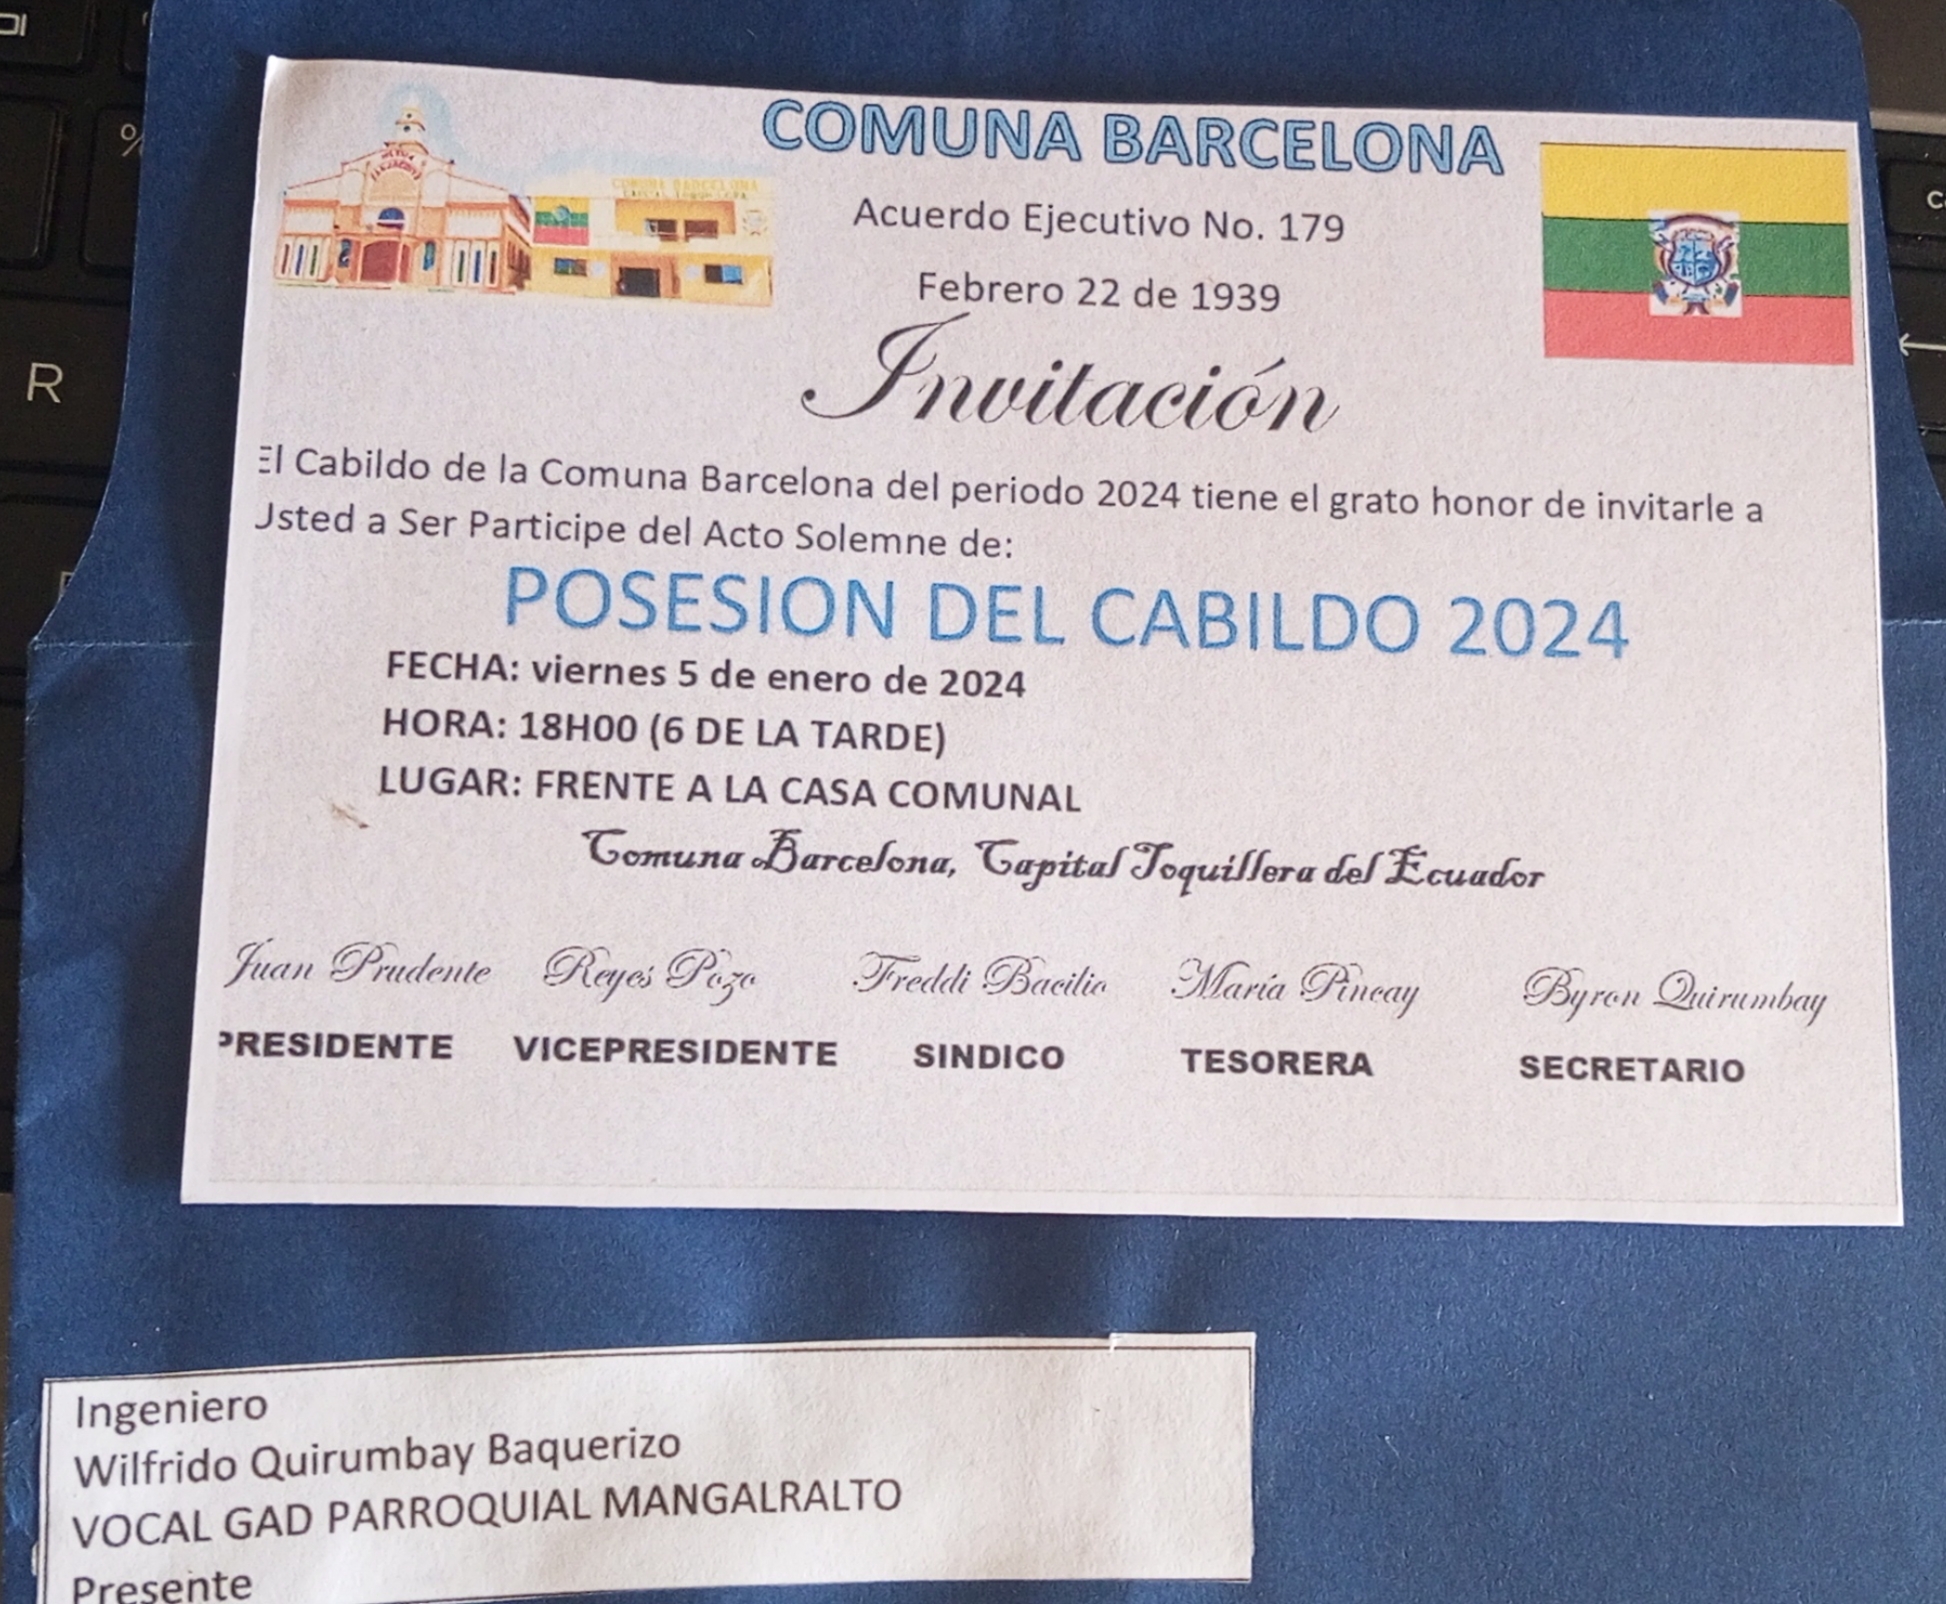 COMUNA BARCELONA
Acuerdo Ejecutivo No. 179
Febrero 22 de 1939
Invitación
El Cabildo de la Comuna Barcelona del periodo 2024 tiene el grato honor de invitarle a
Usted a Ser Participe del Acto Solemne de:
POSESION DEL CABILDO 2024
FECHA: viernes 5 de enero de 2024
HORA: 18H00 (6 DE LA TARDE)
LUGAR: FRENTE A LA CASA COMUNAL
Comuna Barcelona, Capital Toquillera del Ecuador
Juan Prudente Reyes Pozo Freddi Bacilio María Pincay Byron Quirumbay
PRESIDENTE VICEPRESIDENTE SINDICO TESORERA SECRETARIO
Ingeniero
Wilfrido Quirumbay Baquerizo
VOCAL GAD PARROQUIAL MANGALRALTO
Presente
R
%
COMUNA BARCELONA